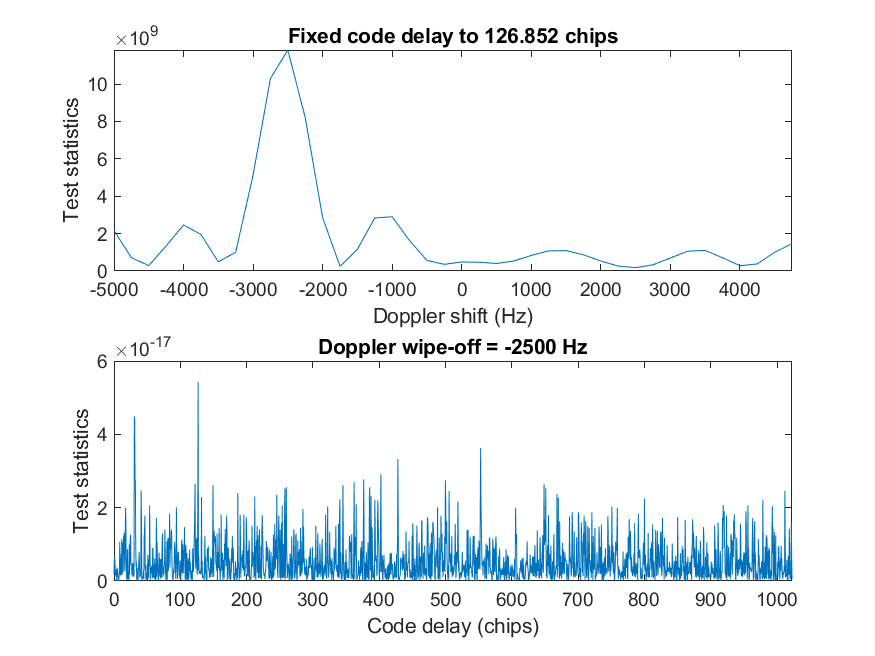 ×10^9
Fixed code delay to 126.852 chips
10
8
6
4
2
0
Test statistics
-5000 -4000 -3000 -2000 -1000 0 1000 2000 3000 4000
Doppler shift (Hz)
×10^-17
Doppler wipe-off = -2500 Hz
6
4
2
0
Test statistics
0 100 200 300 400 500 600 700 800 900 1000
Code delay (chips)